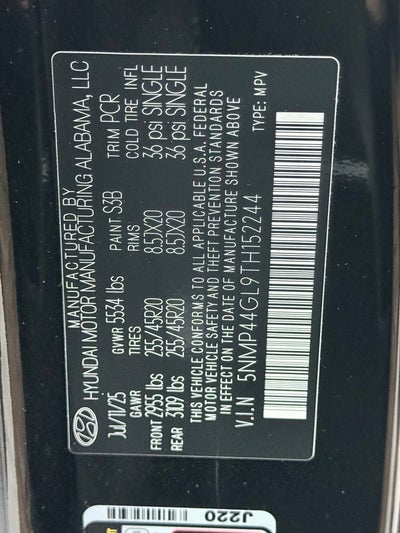 MANUFACTURED BY
HYUNDAI MOTOR MANUFACTURING ALABAMA, LLC
Jul/11/25 GVWR 5534 lbs PAINT S3B TRIM PCR
GAWR TIRES RIMS COLD TIRE INFL
FRONT 2955 lbs 255/45R20 8.5JX20 36 psi SINGLE
REAR 3109 lbs 255/45R20 8.5JX20 36 psi SINGLE
THIS VEHICLE CONFORMS TO ALL APPLICABLE U.S.A. FEDERAL
MOTOR VEHICLE SAFETY AND THEFT PREVENTION STANDARDS
IN EFFECT ON THE DATE OF MANUFACTURE SHOWN ABOVE
V.I.N 5NMP44GL9TH152244 TYPE: MPV
J220